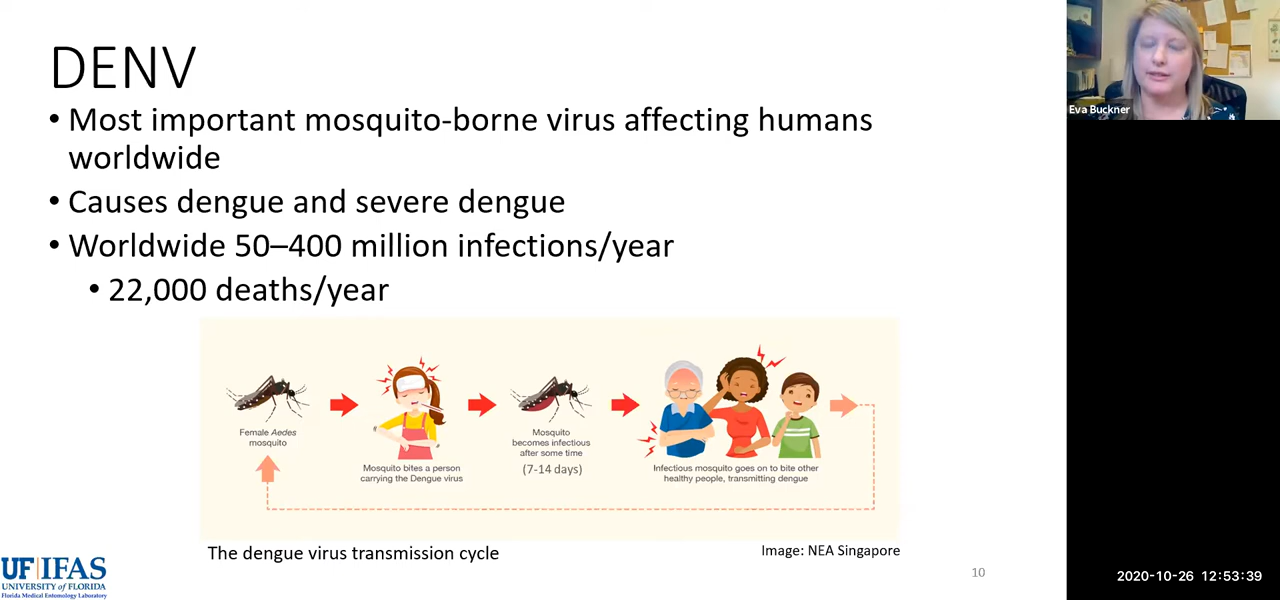 DENV
• Most important mosquito-borne virus affecting humans
worldwide
• Causes dengue and severe dengue
• Worldwide 50–400 million infections/year
• 22,000 deaths/year
Female Aedes
mosquito
Mosquito bites a person
carrying the Dengue virus
Mosquito
becomes infectious
after some time
(7-14 days)
Infectious mosquito goes on to bite other
healthy people, transmitting dengue
The dengue virus transmission cycle
Image: NEA Singapore
UF|IFAS
UNIVERSITY of FLORIDA
Florida Medical Entomology Laboratory
10
Eva Buckner
2020-10-26 12:53:39